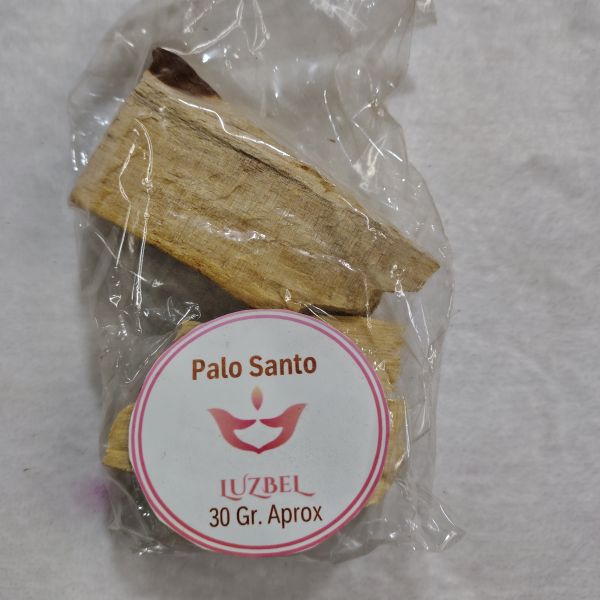 Palo Santo
LUZBEL
30 Gr. Aprox